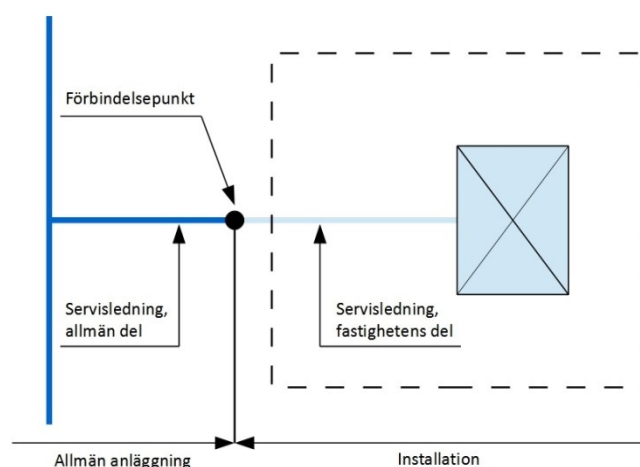 Förbindelsepunkt
Servisledning,
allmän del
Servisledning,
fastighetens del
Allmän anläggning
Installation